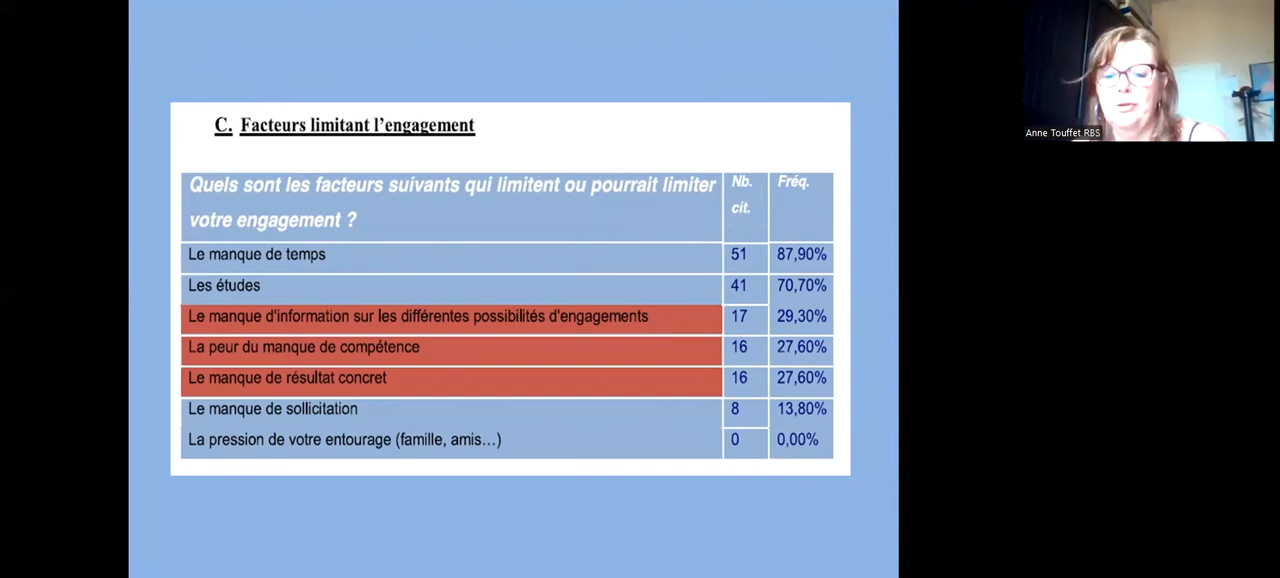 C. Facteurs limitant l'engagement
Quels sont les facteurs suivants qui limitent ou pourrait limiter votre engagement ? Nb. cit. Fréq.
Le manque de temps 51 87,90%
Les études 41 70,70%
Le manque d'information sur les différentes possibilités d'engagements 17 29,30%
La peur du manque de compétence 16 27,60%
Le manque de résultat concret 16 27,60%
Le manque de sollicitation 8 13,80%
La pression de votre entourage (famille, amis…) 0 0,00%
Anne Touffet RBS